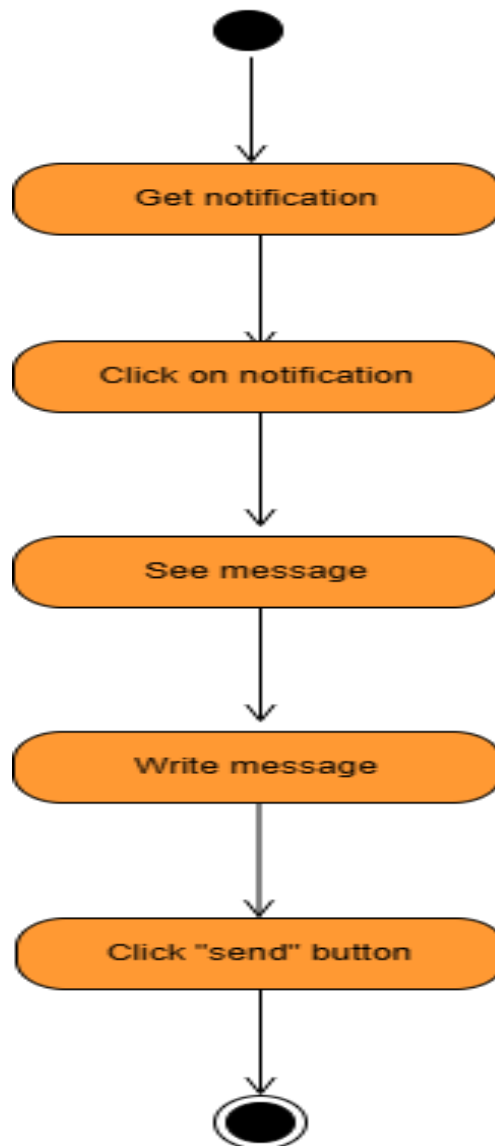 Get notification
Click on notification
See message
Write message
Click "send" button